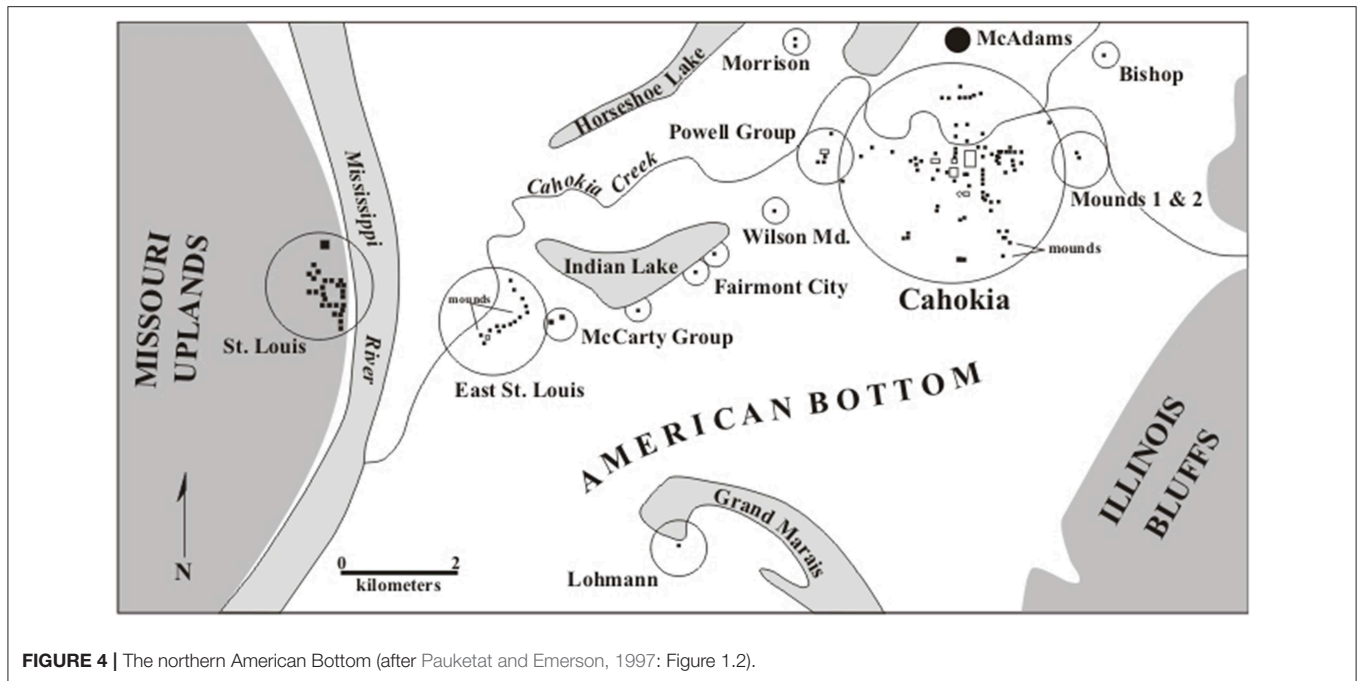 McAdams
Morrison
Bishop
Horseshoe Lake
Powell Group
Mississippi
River
Cahokia Creek
Mounds 1 & 2
Wilson Md.
mounds
MISSOURI
UPLANDS
Indian Lake
Fairmont City
Cahokia
mounds
St. Louis
McCarty Group
East St. Louis
AMERICAN BOTTOM
ILLINOIS
BLUFFS
Grand Marais
N
0 2
kilometers
Lohmann
FIGURE 4 | The northern American Bottom (after Pauketat and Emerson, 1997: Figure 1.2).